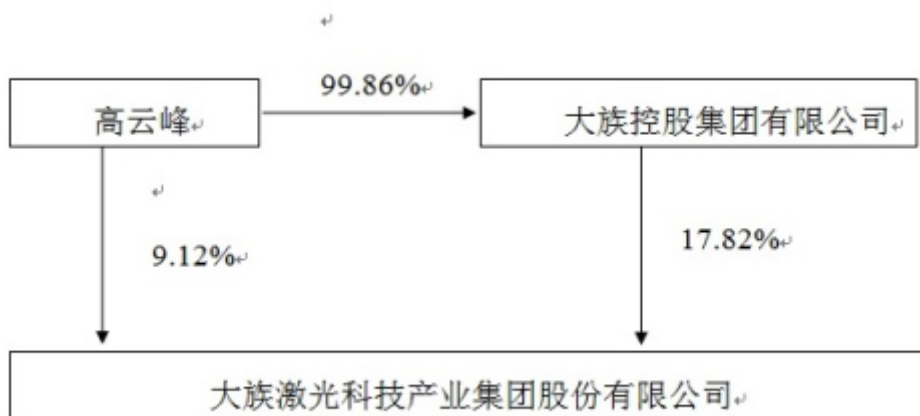 99.86%
高云峰
大族控股集团有限公司
9.12%
17.82%
大族激光科技产业集团股份有限公司